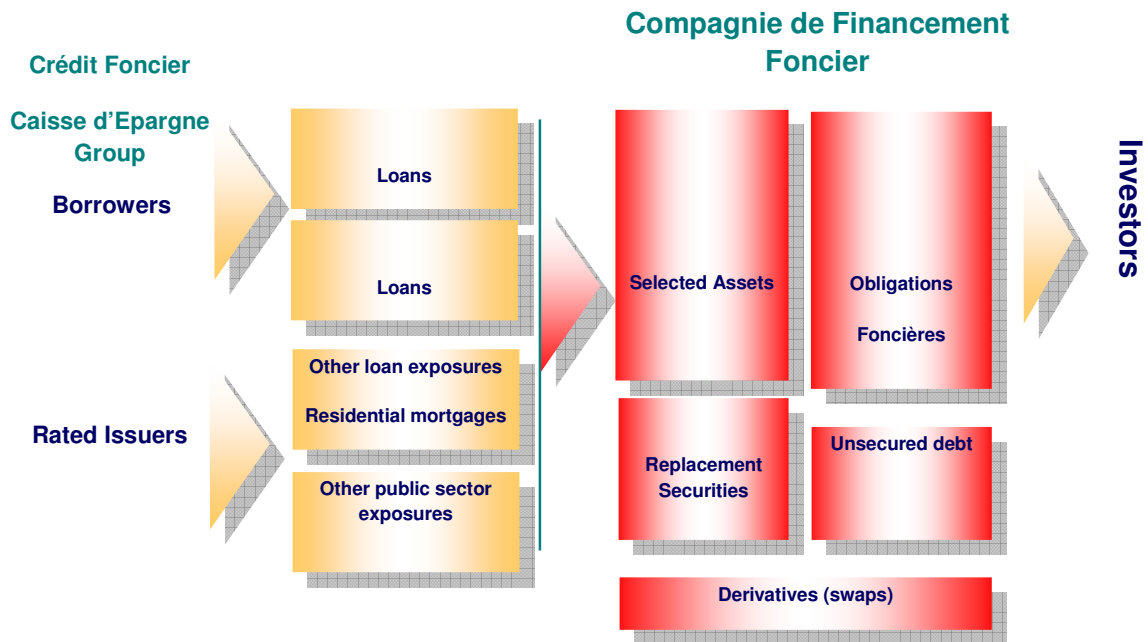 Compagnie de Financement
Foncier
Crédit Foncier
Caisse d'Epargne
Group
Borrowers
Rated Issuers
Loans
Loans
Other loan exposures
Residential mortgages
Other public sector
exposures
Selected Assets
Replacement
Securities
Obligations
Foncières
Unsecured debt
Derivatives (swaps)
Investors